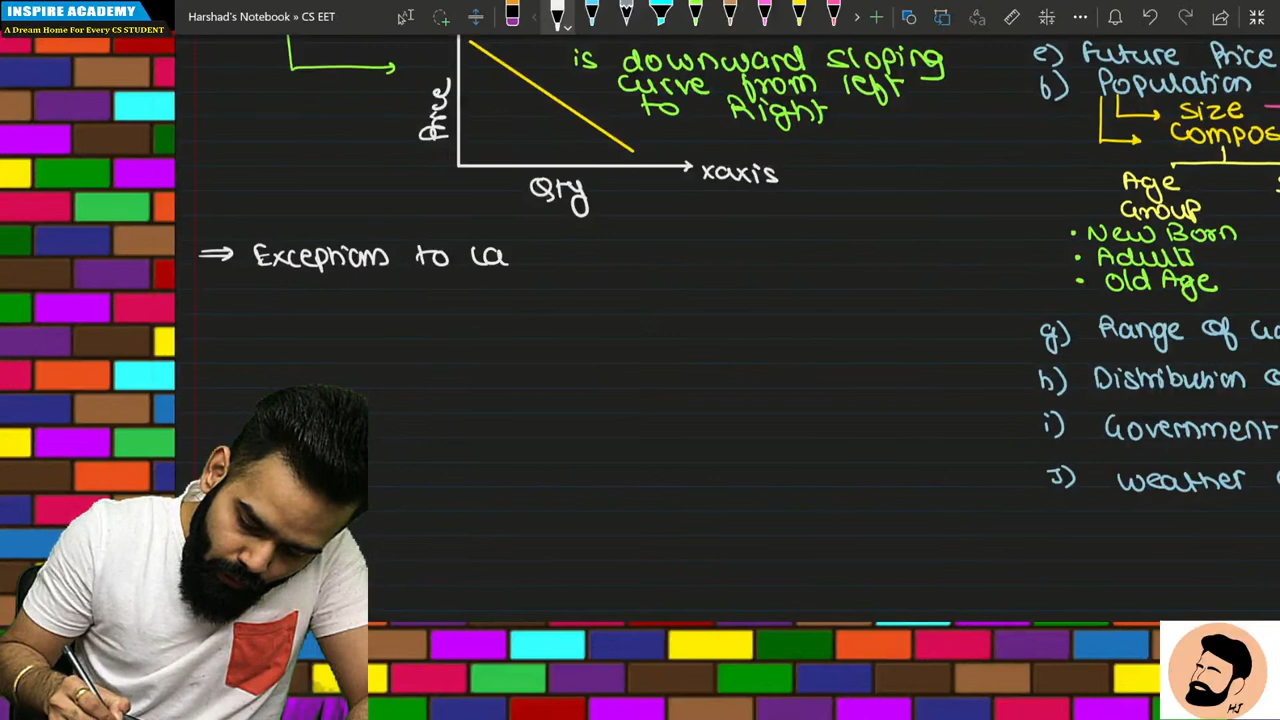 INSPIRE ACADEMY
A Dream Home For Every CS STUDENT
Harshad's Notebook » CS EET
is downward sloping
curve from left
to Right
Price
Qty
xaxis
⇒ Exceptions to La
e) Future Price
b) Population
Size
Compos
Age
Group
• New Born
• Adult
• Old Age
g) Range of
h) Distribution
i) Government
J) weather
HJ